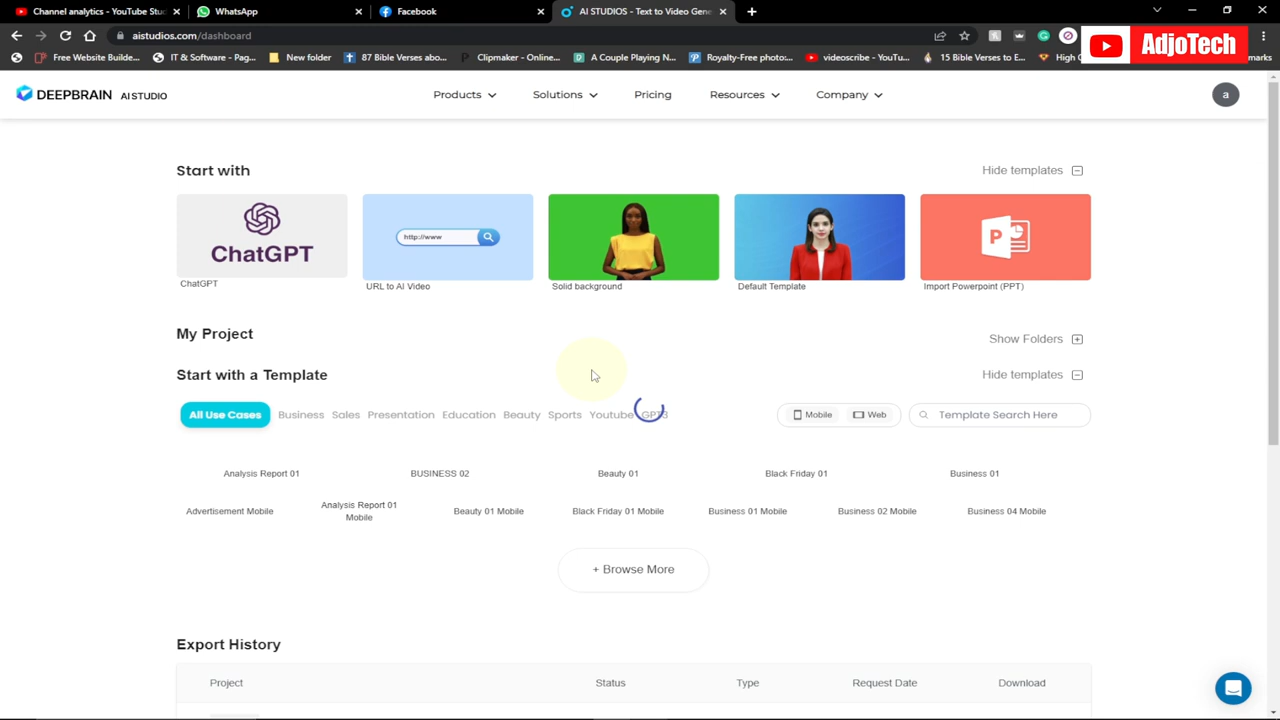 Channel analytics - YouTube Stu
WhatsApp
Facebook
AI STUDIOS - Text to Video Gene
aistudios.com/dashboard
AdjoTech
Free Website Builde...
IT & Software - Pag...
New folder
87 Bible Verses abo...
Clipmaker - Onlin...
A Couple Playing N...
Royalty-Free photo...
videoscribe - YouTu...
15 Bible Verses to E...
High
marks
DEEPBRAIN AI STUDIO
Products
Solutions
Pricing
Resources
Company
a
Start with
Hide templates
ChatGPT
http://www
P
ChatGPT
URL to AI Video
Solid background
Default Template
Import Powerpoint (PPT)
My Project
Show Folders
Start with a Template
Hide templates
All Use Cases
Business
Sales
Presentation
Education
Beauty
Sports
Youtube
GPT3
Mobile
Web
Template Search Here
Analysis Report 01
BUSINESS 02
Beauty 01
Black Friday 01
Business 01
Advertisement Mobile
Analysis Report 01
Mobile
Beauty 01 Mobile
Black Friday 01 Mobile
Business 01 Mobile
Business 02 Mobile
Business 04 Mobile
+ Browse More
Export History
Project
Status
Type
Request Date
Download